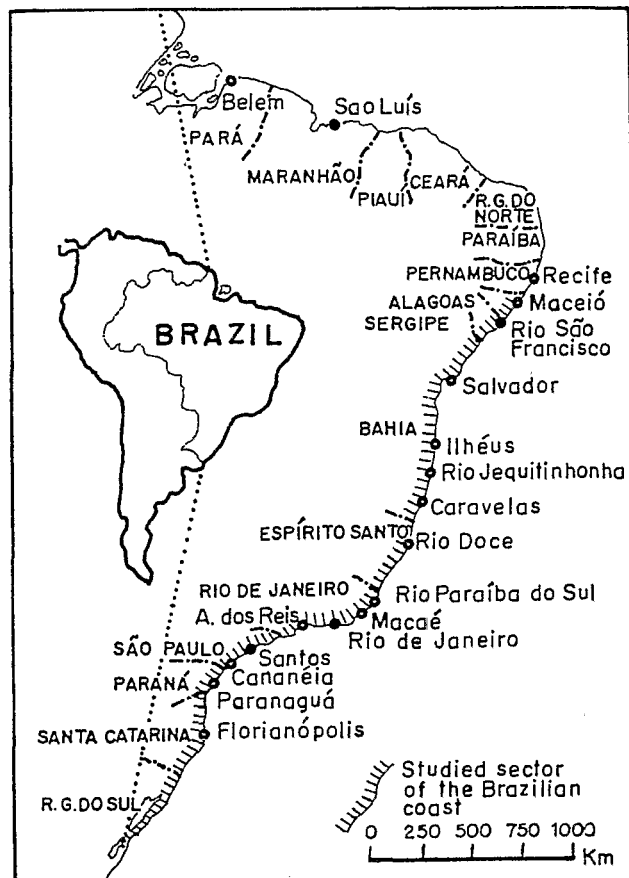 Belem
Sao Luís
PARÁ
MARANHÃO
PIAUÍ
CEARÁ
R.G.DO
NORTE
PARAÍBA
PERNAMBUCO
Recife
ALAGOAS
Maceió
SERGIPE
Rio São
Francisco
BRAZIL
Salvador
BAHIA
Ilhéus
Rio Jequitinhonha
Caravelas
ESPÍRITO SANTO
Rio Doce
RIO DE JANEIRO
Rio Paraíba do Sul
A. dos Reis
Macaé
Rio de Janeiro
SÃO PAULO
Santos
Cananéia
PARANÁ
Paranaguá
SANTA CATARINA
Florianópolis
R.G.DO SUL
Studied sector
of the Brazilian
coast
0 250 500 750 1000
Km